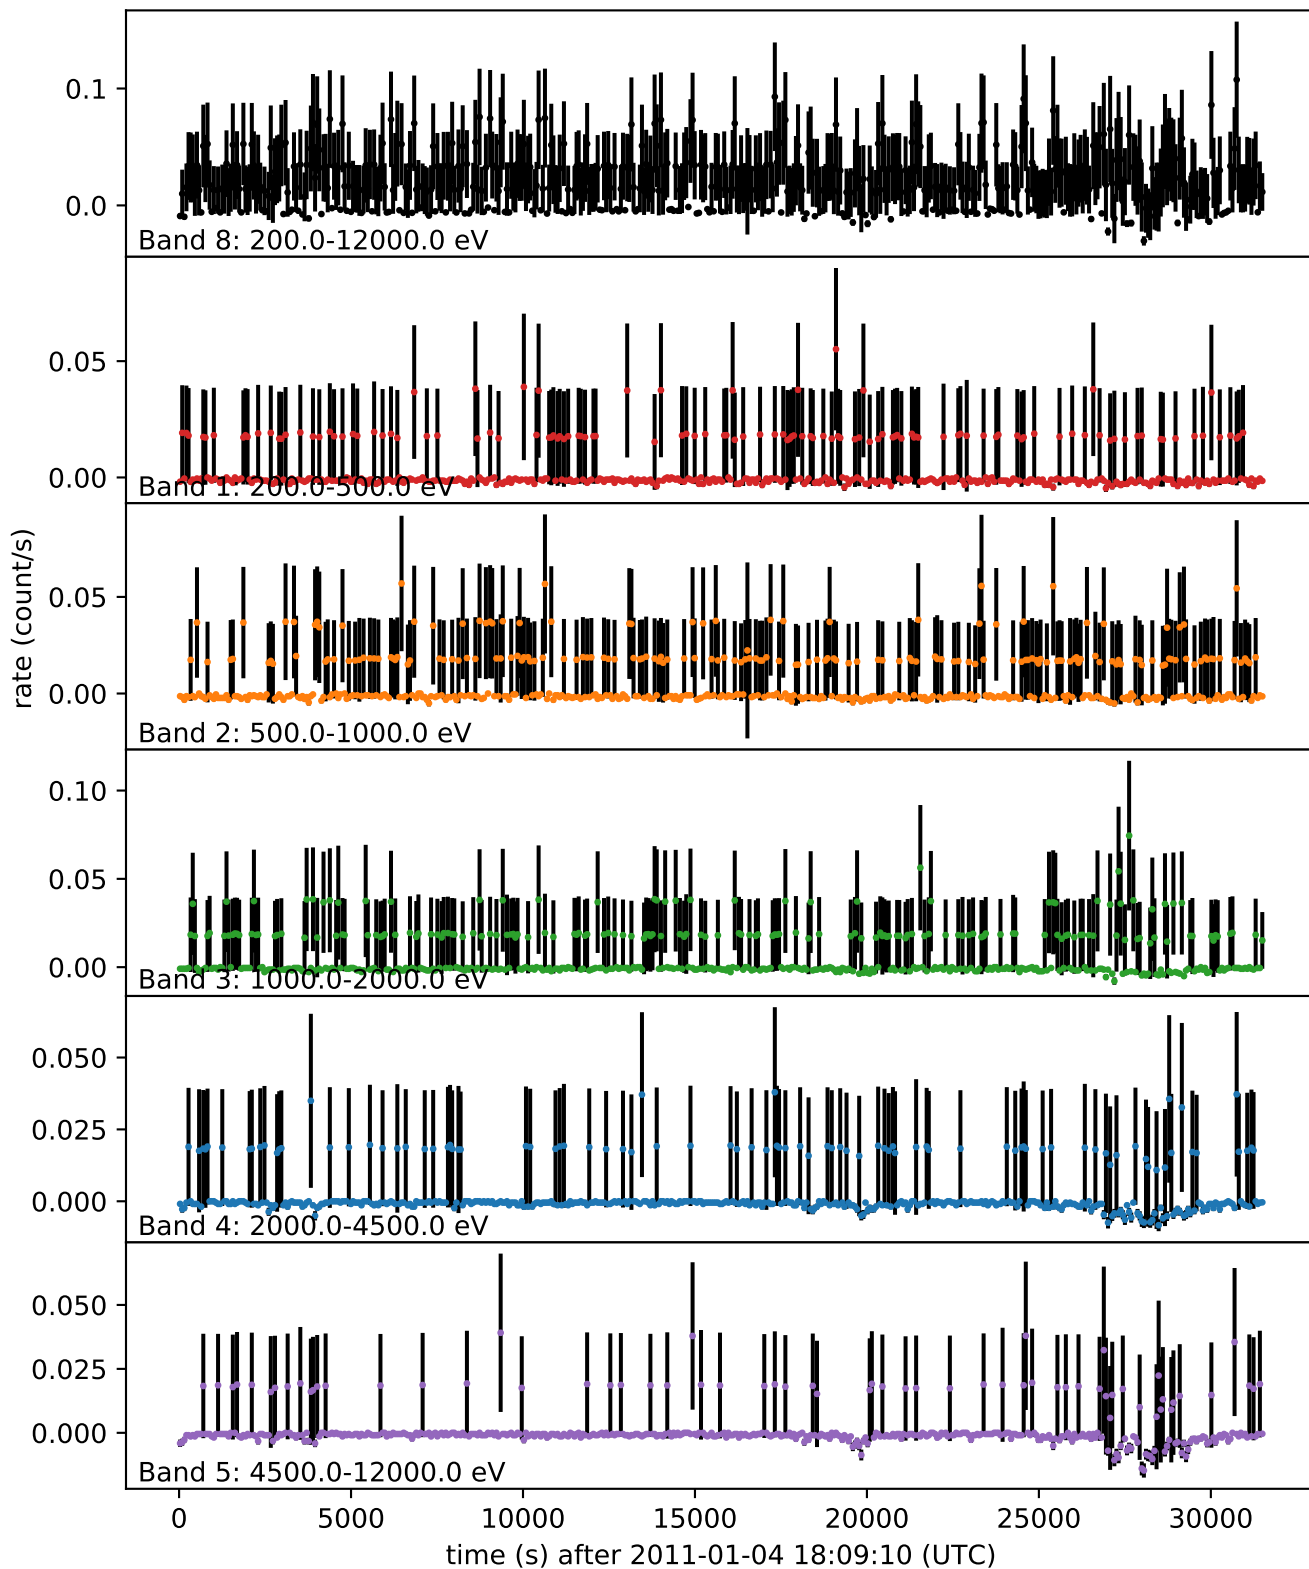 0.1
0.0
Band 8: 200.0-12000.0 eV
0.05
0.00
Band 1: 200.0-500.0 eV
rate (count/s)
0.05
0.00
Band 2: 500.0-1000.0 eV
0.10
0.05
0.00
Band 3: 1000.0-2000.0 eV
0.050
0.025
0.000
Band 4: 2000.0-4500.0 eV
0.050
0.025
0.000
Band 5: 4500.0-12000.0 eV
0 5000 10000 15000 20000 25000 30000
time (s) after 2011-01-04 18:09:10 (UTC)